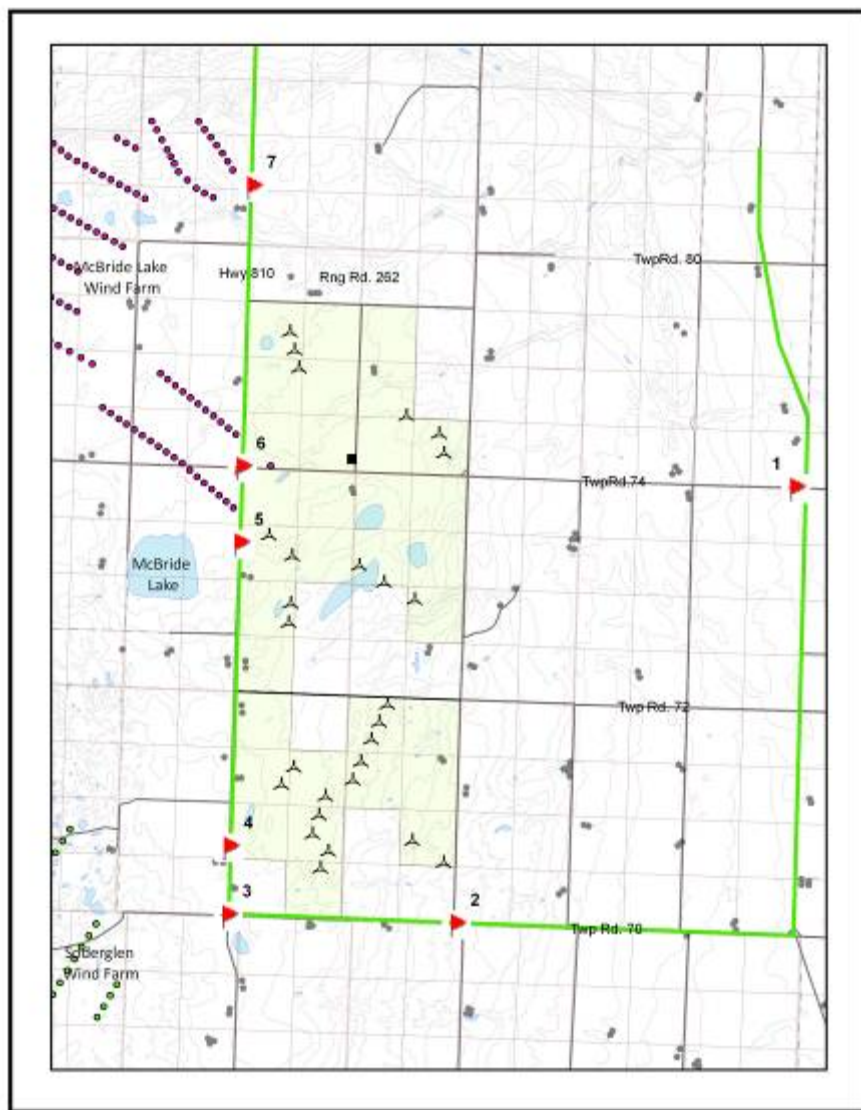 7
TwpRd. 80
McBride Lake
Wind Farm
Hwy 810
Rng Rd. 262
6
1
TwpRd.74
5
McBride
Lake
Twp Rd. 72
4
3
2
Twp Rd. 70
Soderglen
Wind Farm